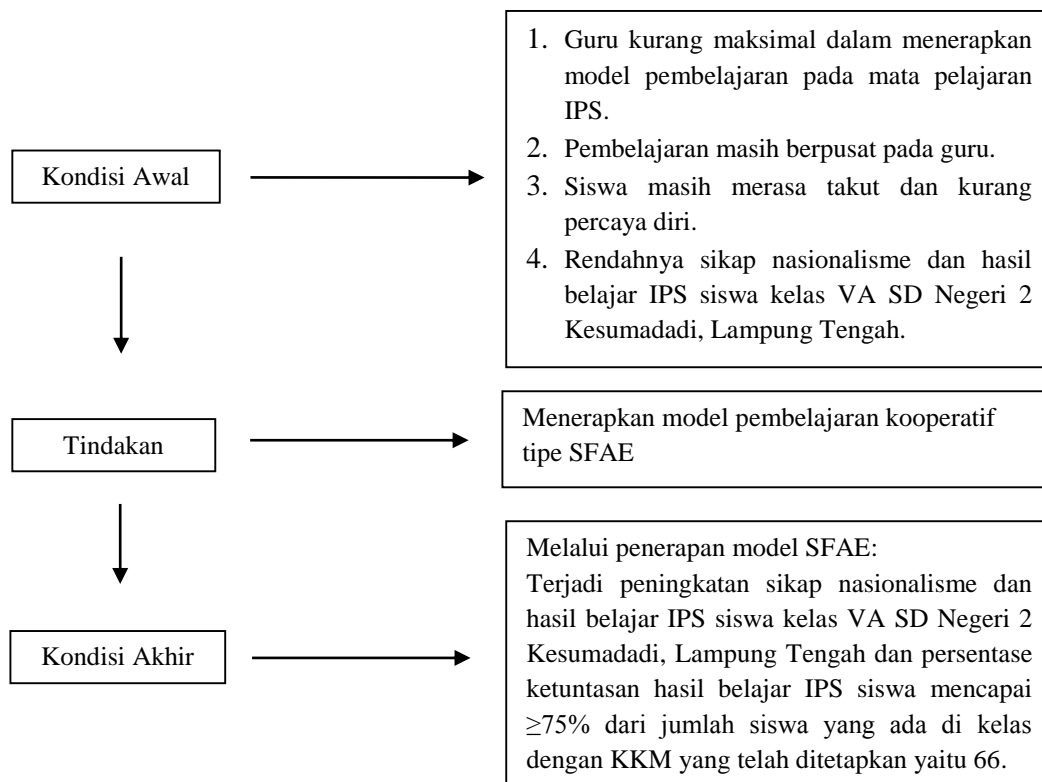 Kondisi Awal
1. Guru kurang maksimal dalam menerapkan
model pembelajaran pada mata pelajaran
IPS.
2. Pembelajaran masih berpusat pada guru.
3. Siswa masih merasa takut dan kurang
percaya diri.
4. Rendahnya sikap nasionalisme dan hasil
belajar IPS siswa kelas VA SD Negeri 2
Kesumadadi, Lampung Tengah.
Tindakan
Menerapkan model pembelajaran kooperatif
tipe SFAE
Kondisi Akhir
Melalui penerapan model SFAE:
Terjadi peningkatan sikap nasionalisme dan
hasil belajar IPS siswa kelas VA SD Negeri 2
Kesumadadi, Lampung Tengah dan persentase
ketuntasan hasil belajar IPS siswa mencapai
≥75% dari jumlah siswa yang ada di kelas
dengan KKM yang telah ditetapkan yaitu 66.